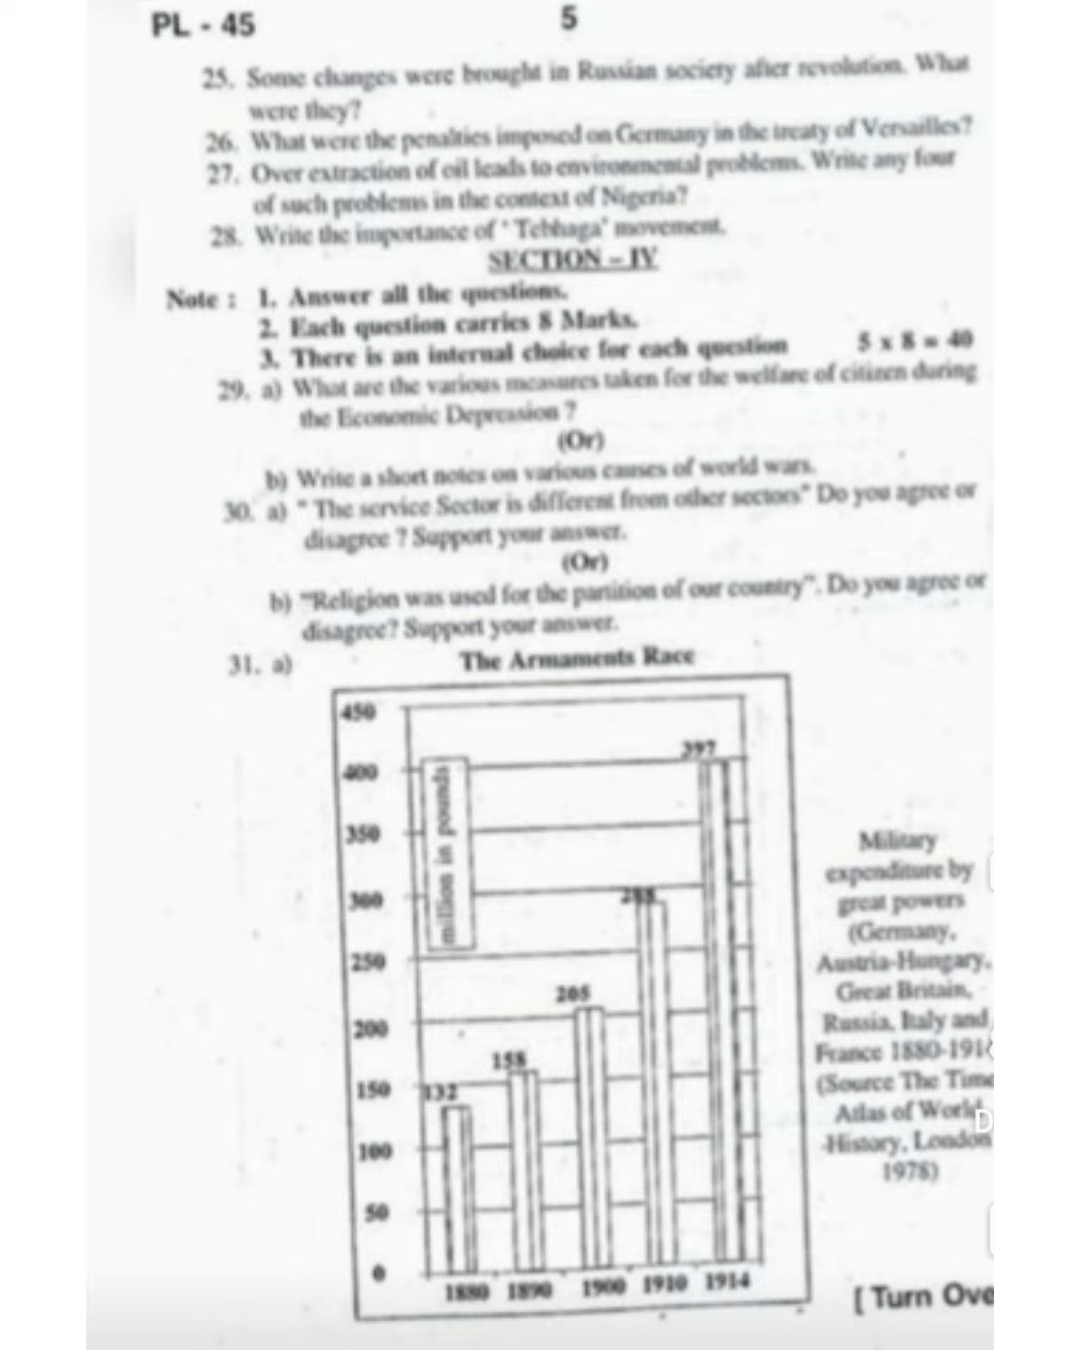 PL - 45
5
25. Some changes were brought in Russian society after revolution. What
were they?
26. What were the penalties imposed on Germany in the treaty of Versailles?
27. Over extraction of oil leads to environmental problems. Write any four
of such problems in the context of Nigeria?
28. Write the importance of ‘ Tebhaga’ movement.
SECTION – IV
Note : 1. Answer all the questions.
2. Each question carries 8 Marks.
3. There is an internal choice for each question 5 x 8 = 40
29. a) What are the various measures taken for the welfare of citizen during
the Economic Depression ?
(Or)
b) Write a short notes on various causes of world wars.
30. a) " The service Sector is different from other sectors" Do you agree or
disagree ? Support your answer.
(Or)
b) "Religion was used for the partition of our country". Do you agree or
disagree? Support your answer.
31. a)
The Armaments Race
450
397
400
million in pounds
350
300
288
250
205
200
158
150
132
100
50
0
1880 1890 1900 1910 1914
Military
expenditure by
great powers
(Germany,
Austria-Hungary,
Great Britain,
Russia, Italy and
France 1880-191
(Source The Time
Atlas of World
History, London
1978)
D
[ Turn Ove